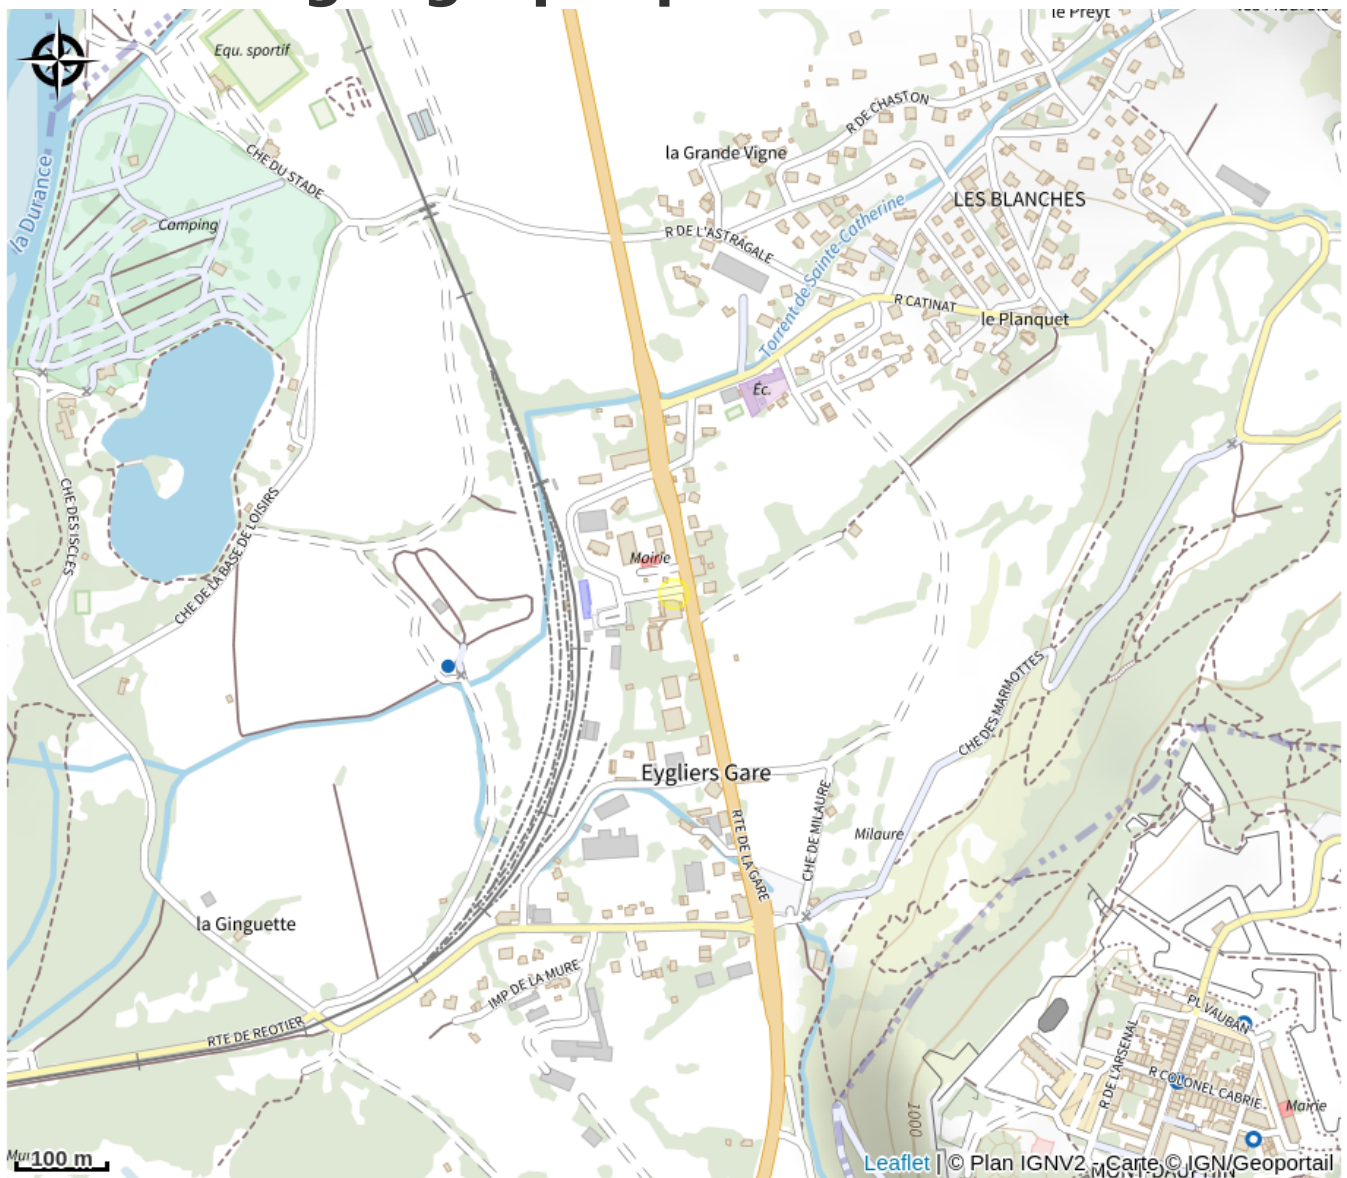 le Preyt
Equ. sportif
R DE CHASTON
CHE DU STADE
la Grande Vigne
la Durance
Camping
LES BLANCHES
R DE L'ASTRAGALE
Torrent de Sainte-Catherine
R CATINAT
le Planquet
Éc.
CHE DES ISCLES
CHE DE LA BASE DE LOISIRS
Mairie
CHE DES MARMOTTES
Eygliers Gare
RTE DE LA GARE
CHE DE MILAURE
Milaure
la Ginguette
IMP DE LA MURE
RTE DE REOTIER
PL VAUBAN
R DE L'ARSENAL
R COLONEL CABRIE
Mairie
1000
100 m
MONT-DAUPHIN
Leaflet | © Plan IGNV2 - Carte © IGN/Geoportail